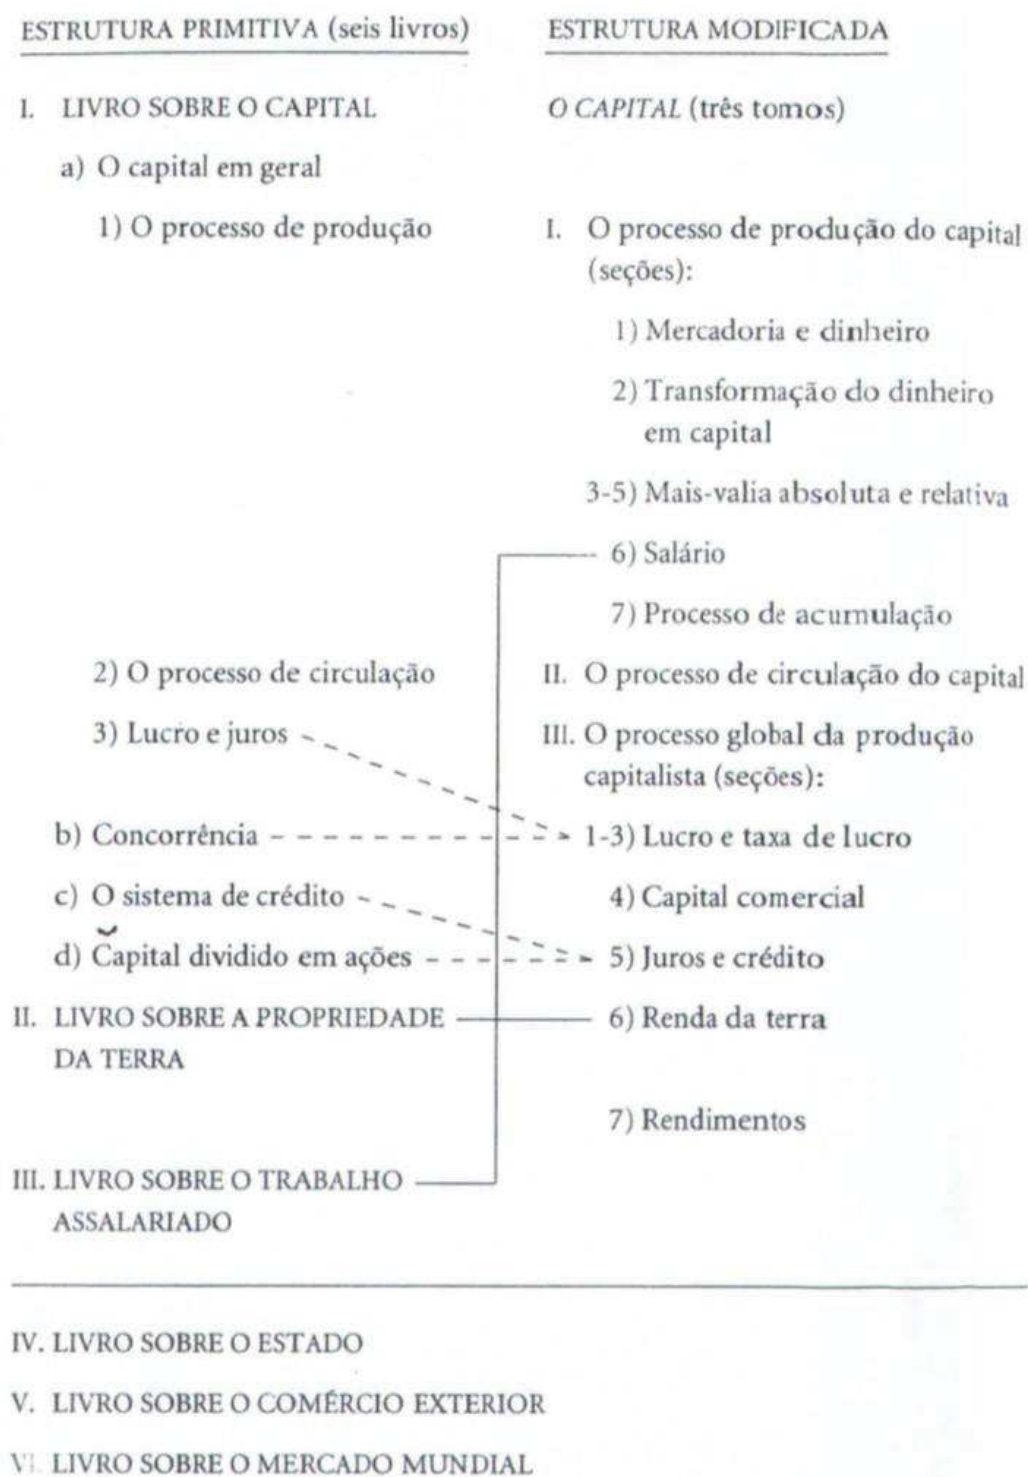 ESTRUTURA PRIMITIVA (seis livros)
I. LIVRO SOBRE O CAPITAL
a) O capital em geral
1) O processo de produção
2) O processo de circulação
3) Lucro e juros
b) Concorrência
c) O sistema de crédito
d) Capital dividido em ações
II. LIVRO SOBRE A PROPRIEDADE
DA TERRA
III. LIVRO SOBRE O TRABALHO
ASSALARIADO
ESTRUTURA MODIFICADA
O CAPITAL (três tomos)
I. O processo de produção do capital
(seções):
1) Mercadoria e dinheiro
2) Transformação do dinheiro
em capital
3-5) Mais-valia absoluta e relativa
6) Salário
7) Processo de acumulação
II. O processo de circulação do capital
III. O processo global da produção
capitalista (seções):
1-3) Lucro e taxa de lucro
4) Capital comercial
5) Juros e crédito
6) Renda da terra
7) Rendimentos
IV. LIVRO SOBRE O ESTADO
V. LIVRO SOBRE O COMÉRCIO EXTERIOR
VI. LIVRO SOBRE O MERCADO MUNDIAL